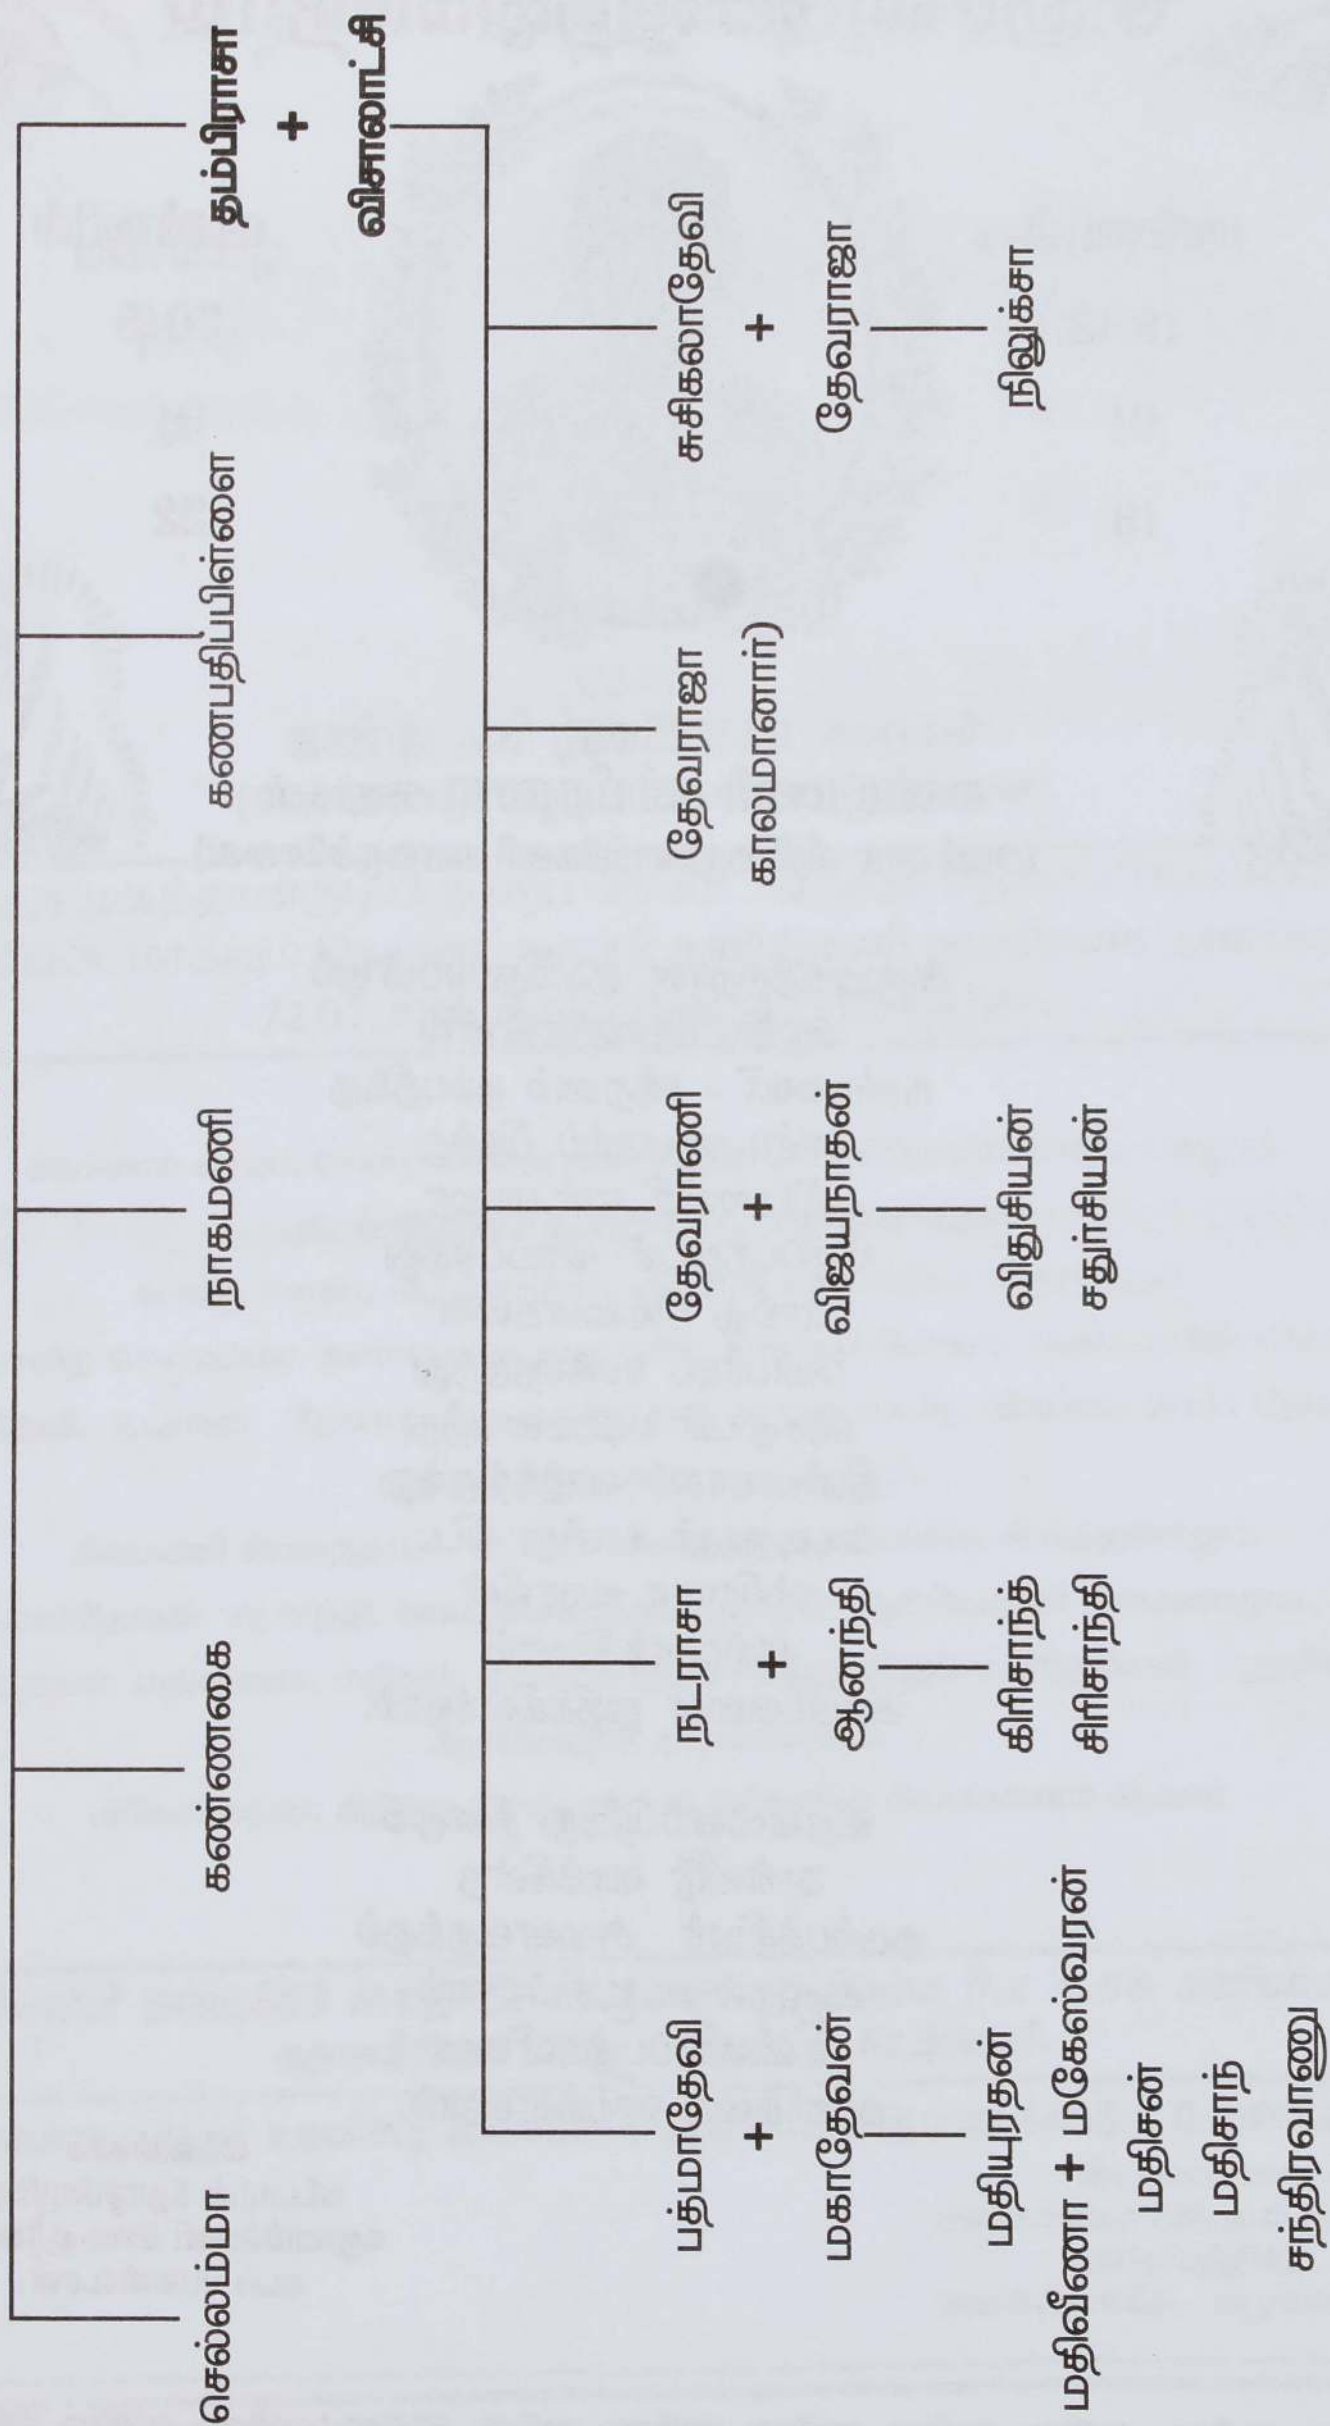 செல்லம்மா
கண்ணகை
நாகமணி
கணபதிப்பிள்ளை
தம்பிராசா
+
விசாலாட்சி
பத்மாதேவி
+
மகாதேவன்
மதியுரதன்
மதிவீணா + மகேஸ்வரன்
மதிசன்
மதிசாந்
சந்திரவாணு
நடராசா
+
ஆனந்தி
கிரிசாந்த்
சிரிசாந்தி
தேவராணி
+
விஜயநாதன்
விதுசியன்
சதுர்சியன்
தேவராஜா
காலமானார்)
சுசிகலாதேவி
+
தேவராஜா
நிலுக்சா